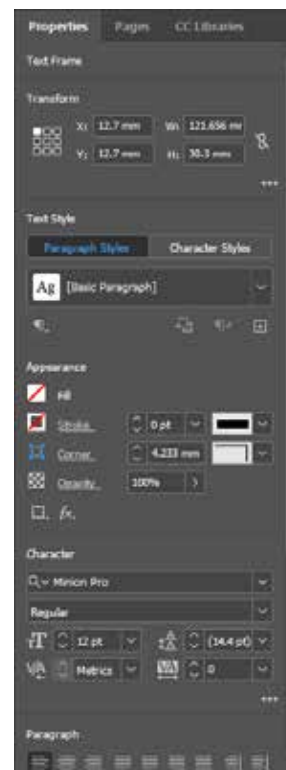 Properties Pages CC Libraries
Text Frame
Transform
X: 12.7 mm W: 121.656 mm
Y: 12.7 mm H: 30.3 mm
Text Style
Paragraph Styles Character Styles
Ag [Basic Paragraph]
Appearance
Fill
Stroke 0 pt
Corner 4.233 mm
Opacity 100%
fx.
Character
Minion Pro
Regular
12 pt (14.4 pt)
Metrics 0
Paragraph